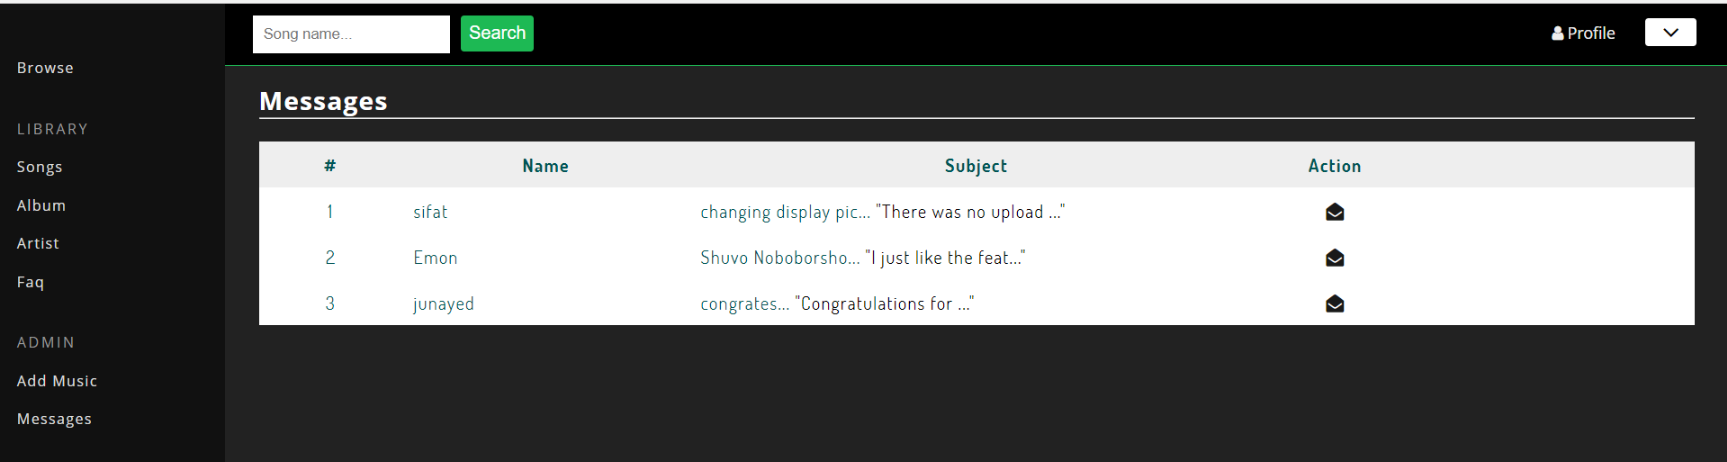 Song name...
Search
Profile
Browse
LIBRARY
Songs
Album
Artist
Faq
ADMIN
Add Music
Messages
Messages
# Name Subject Action
1 sifat changing display pic... "There was no upload ..."
2 Emon Shuvo Noboborsho... "I just like the feat..."
3 junayed congrates... "Congratulations for ..."